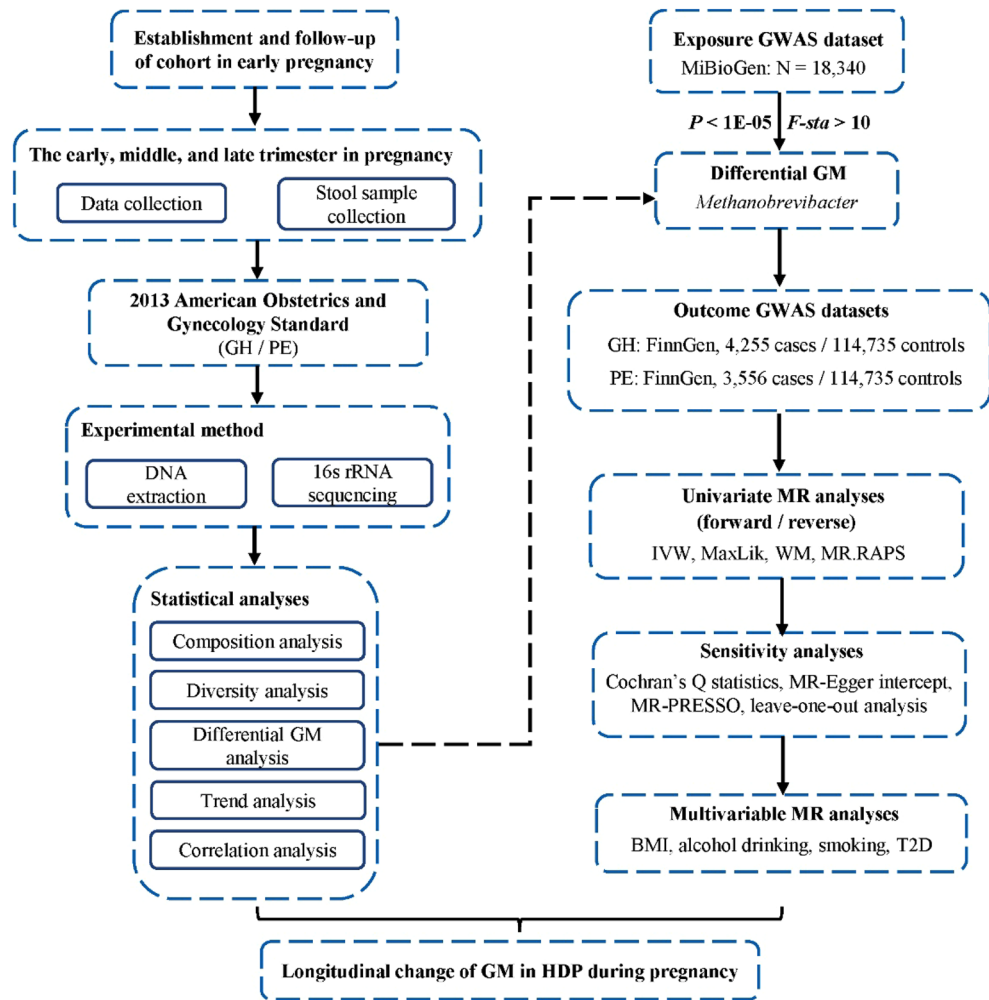 Establishment and follow-up
of cohort in early pregnancy
The early, middle, and late trimester in pregnancy
Data collection
Stool sample
collection
2013 American Obstetrics and
Gynecology Standard
(GH / PE)
Experimental method
DNA
extraction
16s rRNA
sequencing
Statistical analyses
Composition analysis
Diversity analysis
Differential GM
analysis
Trend analysis
Correlation analysis
Exposure GWAS dataset
MiBioGen: N = 18,340
P < 1E-05 F-sta > 10
Differential GM
Methanobrevibacter
Outcome GWAS datasets
GH: FinnGen, 4,255 cases / 114,735 controls
PE: FinnGen, 3,556 cases / 114,735 controls
Univariate MR analyses
(forward / reverse)
IVW, MaxLik, WM, MR.RAPS
Sensitivity analyses
Cochran's Q statistics, MR-Egger intercept,
MR-PRESSO, leave-one-out analysis
Multivariable MR analyses
BMI, alcohol drinking, smoking, T2D
Longitudinal change of GM in HDP during pregnancy